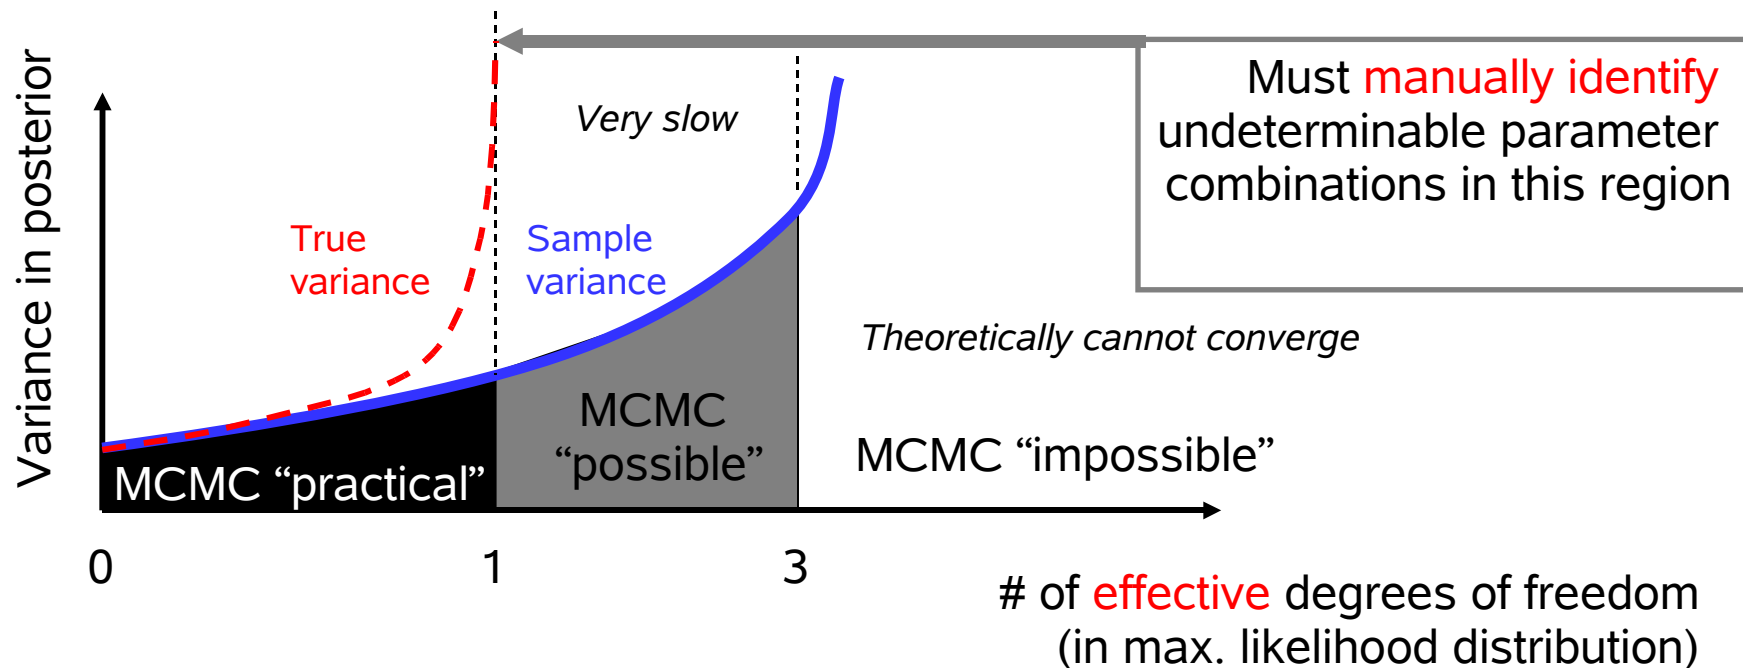 Variance in posterior
Very slow
True
variance
Sample
variance
Must manually identify
undeterminable parameter
combinations in this region
Theoretically cannot converge
MCMC “practical”
MCMC
“possible”
MCMC “impossible”
0
1
3
# of effective degrees of freedom
(in max. likelihood distribution)